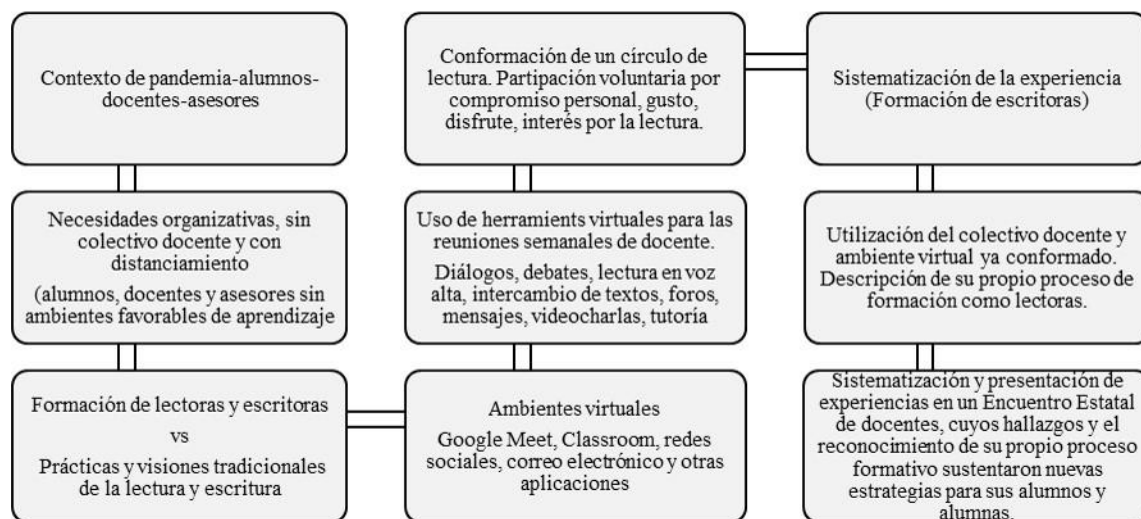 Contexto de pandemia-alumnos-
docentes-asesores
Necesidades organizativas, sin
colectivo docente y con
distanciamiento
(alumnos, docentes y asesores sin
ambientes favorables de aprendizaje
Formación de lectoras y escritoras
vs
Prácticas y visiones tradicionales
de la lectura y escritura
Ambientes virtuales
Google Meet, Classroom, redes
sociales, correo electrónico y otras
aplicaciones
Uso de herramients virtuales para las
reuniones semanales de docente.
Diálogos, debates, lectura en voz
alta, intercambio de textos, foros,
mensajes, videocharlas, tutoría
Conformación de un círculo de
lectura. Partipación voluntaria por
compromiso personal, gusto,
disfrute, interés por la lectura.
Sistematización de la experiencia
(Formación de escritoras)
Utilización del colectivo docente y
ambiente virtual ya conformado.
Descripción de su propio proceso de
formación como lectoras.
Sistematización y presentación de
experiencias en un Encuentro Estatal
de docentes, cuyos hallazgos y el
reconocimiento de su propio proceso
formativo sustentaron nuevas
estrategias para sus alumnos y
alumnas.